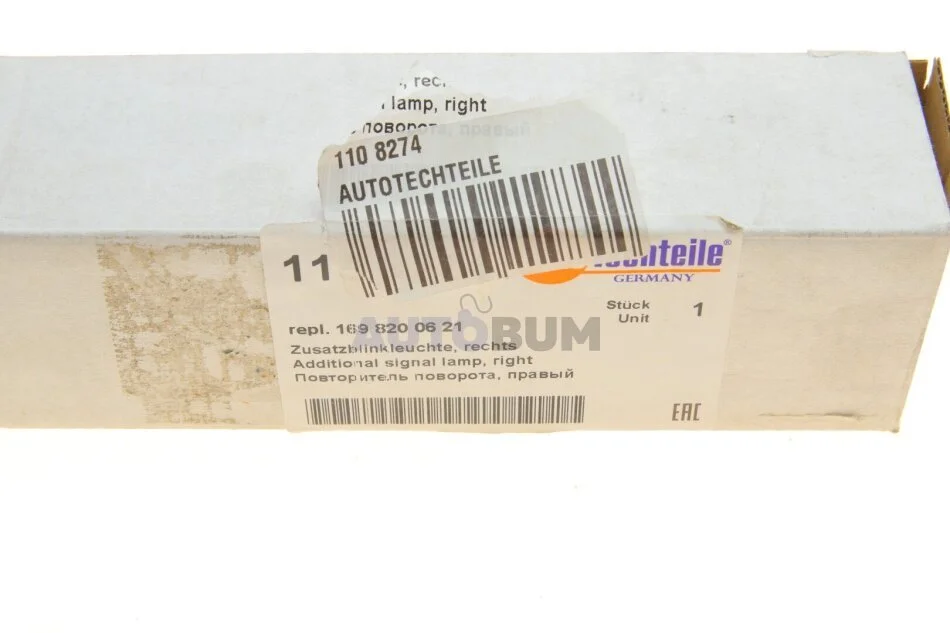 , rec
lamp, right
поворота, правый
110 8274
AUTOTECHTEILE
11
techteile®
GERMANY
Stück
Unit
1
repl. 169 820 06 21
AUTOBUM
Zusatzblinkleuchte, rechts
Additional signal lamp, right
Повторитель поворота, правый
EAC